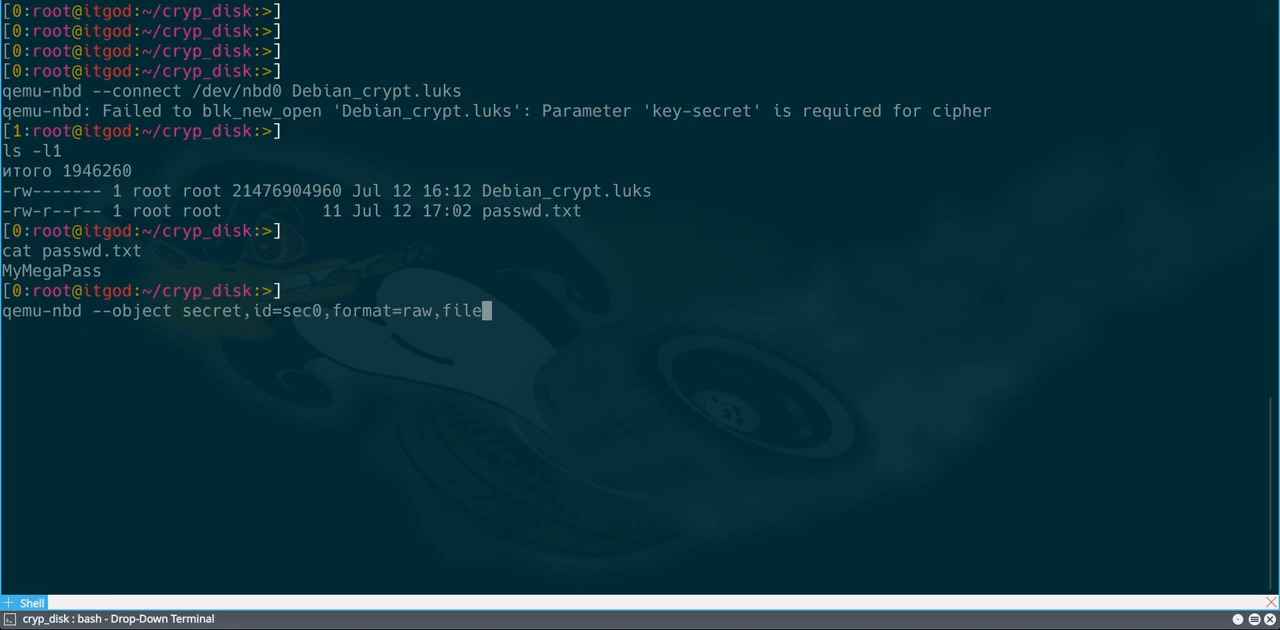 [0:root@itgod:~/cryp_disk:>]
[0:root@itgod:~/cryp_disk:>]
[0:root@itgod:~/cryp_disk:>]
[0:root@itgod:~/cryp_disk:>]
qemu-nbd --connect /dev/nbd0 Debian_crypt.luks
qemu-nbd: Failed to blk_new_open 'Debian_crypt.luks': Parameter 'key-secret' is required for cipher
[1:root@itgod:~/cryp_disk:>]
ls -l1
итого 1946260
-rw------- 1 root root 21476904960 Jul 12 16:12 Debian_crypt.luks
-rw-r--r-- 1 root root          11 Jul 12 17:02 passwd.txt
[0:root@itgod:~/cryp_disk:>]
cat passwd.txt
MyMegaPass
[0:root@itgod:~/cryp_disk:>]
qemu-nbd --object secret,id=sec0,format=raw,file
Shell
cryp_disk : bash - Drop-Down Terminal